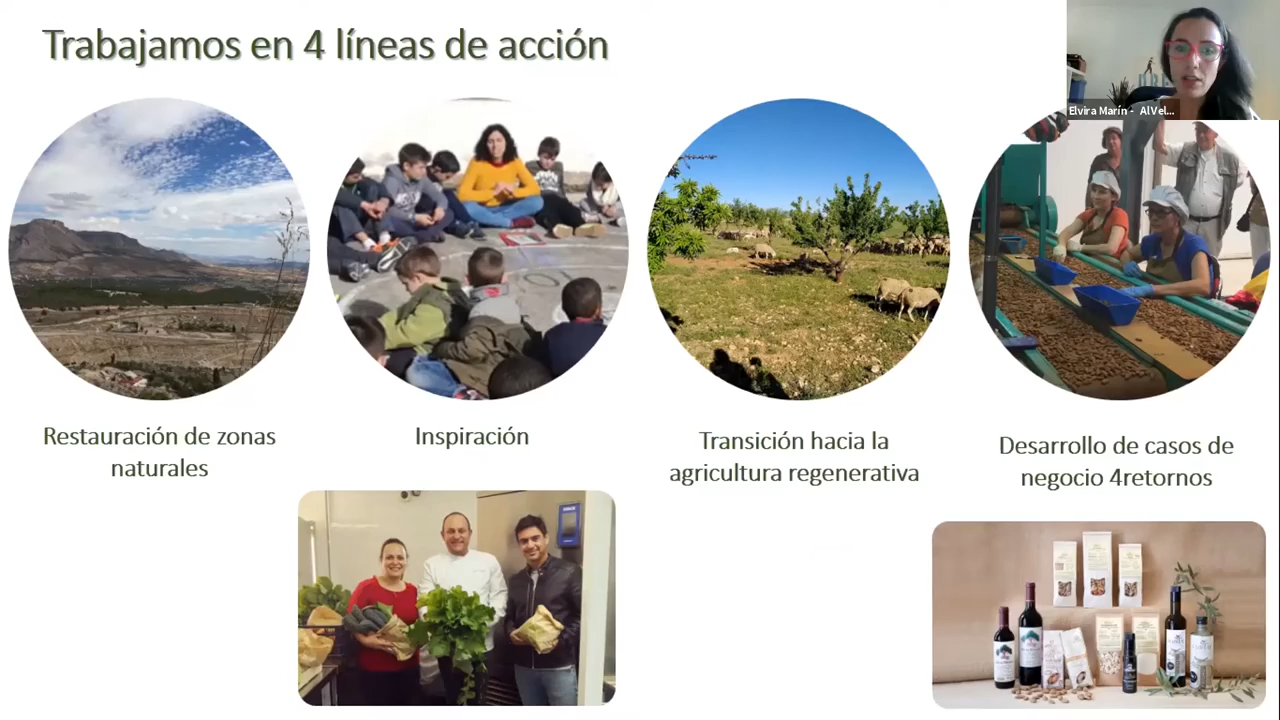 Trabajamos en 4 líneas de acción
Elvira Marín - AlVel...
Restauración de zonas
naturales
Inspiración
Transición hacia la
agricultura regenerativa
Desarrollo de casos de
negocio 4retornos